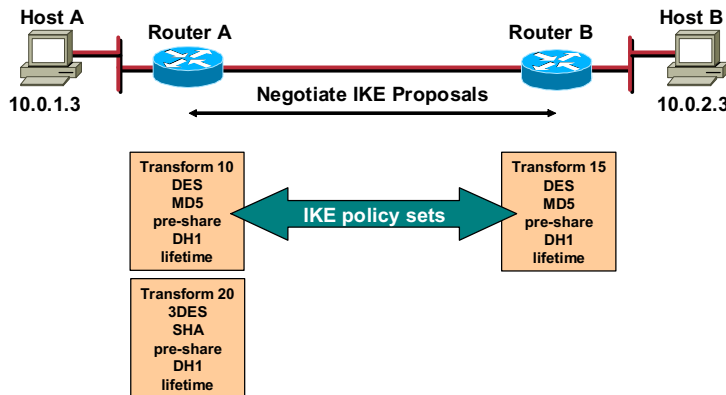 Host A
Router A
Router B
Host B
10.0.1.3
Negotiate IKE Proposals
10.0.2.3
Transform 10
DES
MD5
pre-share
DH1
lifetime
IKE policy sets
Transform 15
DES
MD5
pre-share
DH1
lifetime
Transform 20
3DES
SHA
pre-share
DH1
lifetime